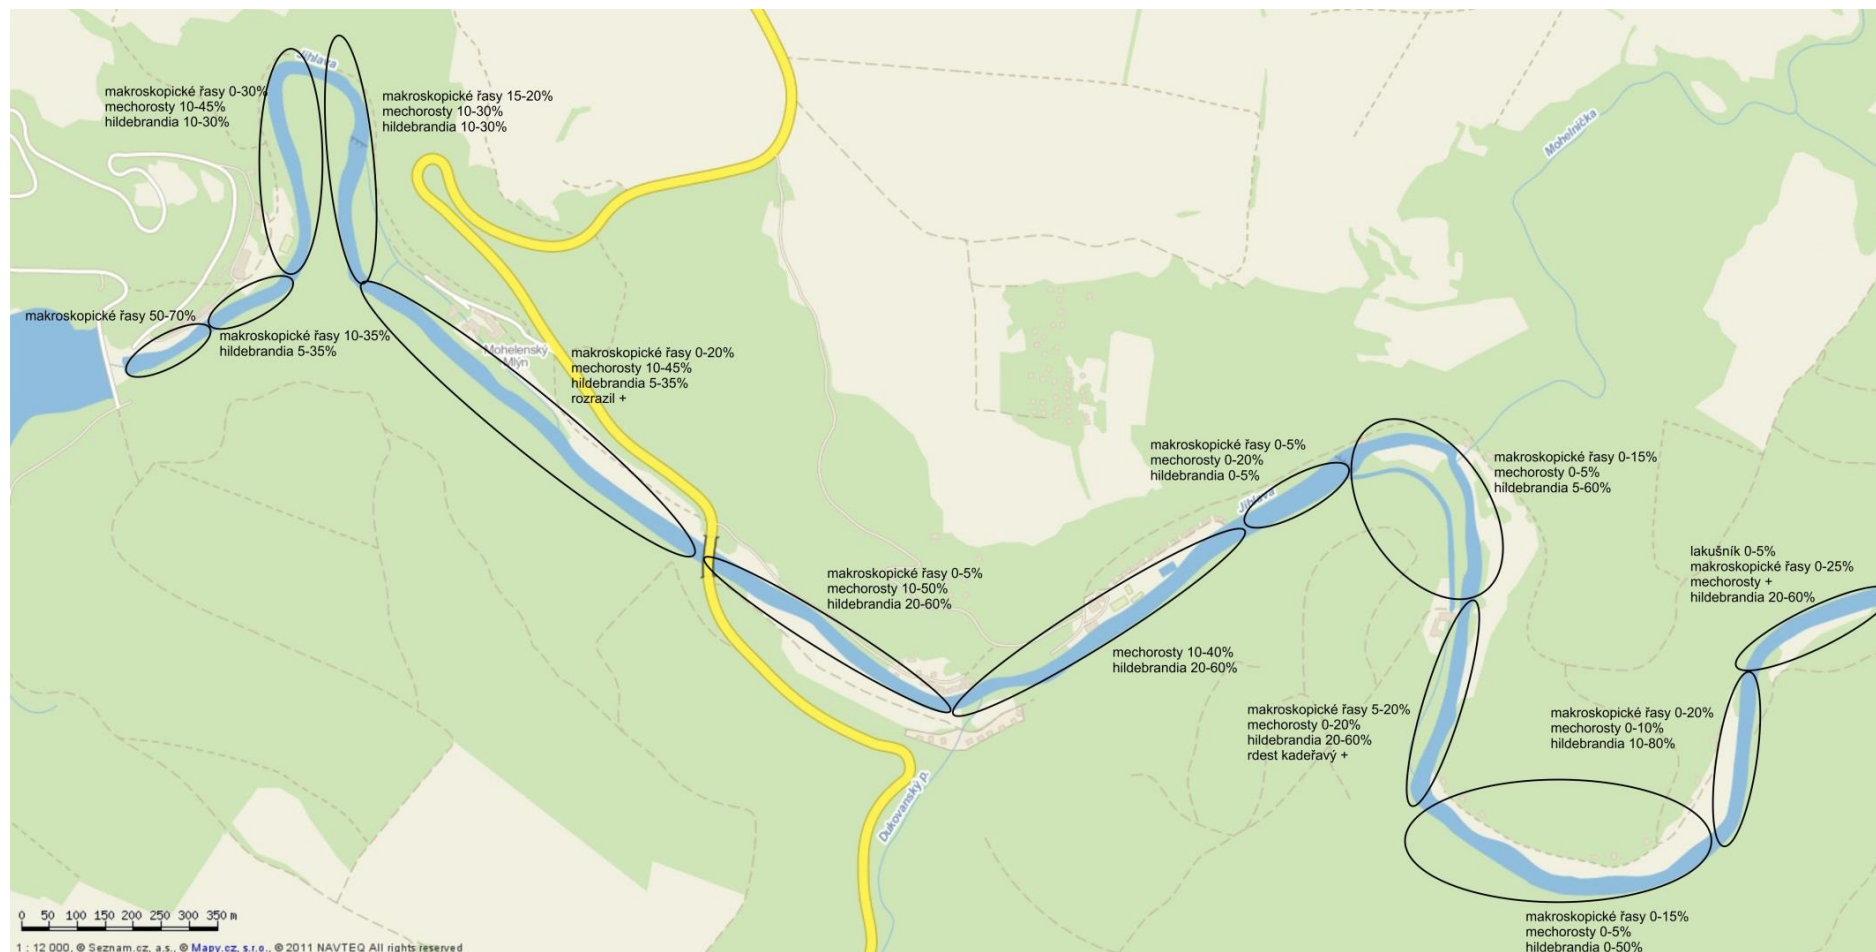 Jihlava
makroskopické řasy 0-30%
mechorosty 10-45%
hildebrandia 10-30%
makroskopické řasy 15-20%
mechorosty 10-30%
hildebrandia 10-30%
Mohelnička
makroskopické řasy 50-70%
makroskopické řasy 10-35%
hildebrandia 5-35%
Mohelenský
Mlýn
makroskopické řasy 0-20%
mechorosty 10-45%
hildebrandia 5-35%
rozrazil +
makroskopické řasy 0-5%
mechorosty 0-20%
hildebrandia 0-5%
Jihlava
makroskopické řasy 0-15%
mechorosty 0-5%
hildebrandia 5-60%
makroskopické řasy 0-5%
mechorosty 10-50%
hildebrandia 20-60%
lakušník 0-5%
makroskopické řasy 0-25%
mechorosty +
hildebrandia 20-60%
mechorosty 10-40%
hildebrandia 20-60%
makroskopické řasy 5-20%
mechorosty 0-20%
hildebrandia 20-60%
rdest kadeřavý +
makroskopické řasy 0-20%
mechorosty 0-10%
hildebrandia 10-80%
Dukovanský p.
makroskopické řasy 0-15%
mechorosty 0-5%
hildebrandia 0-50%
0 50 100 150 200 250 300 350 m
1 : 12 000, © Seznam.cz, a.s., © Mapy.cz, s.r.o., © 2011 NAVTEQ All rights reserved